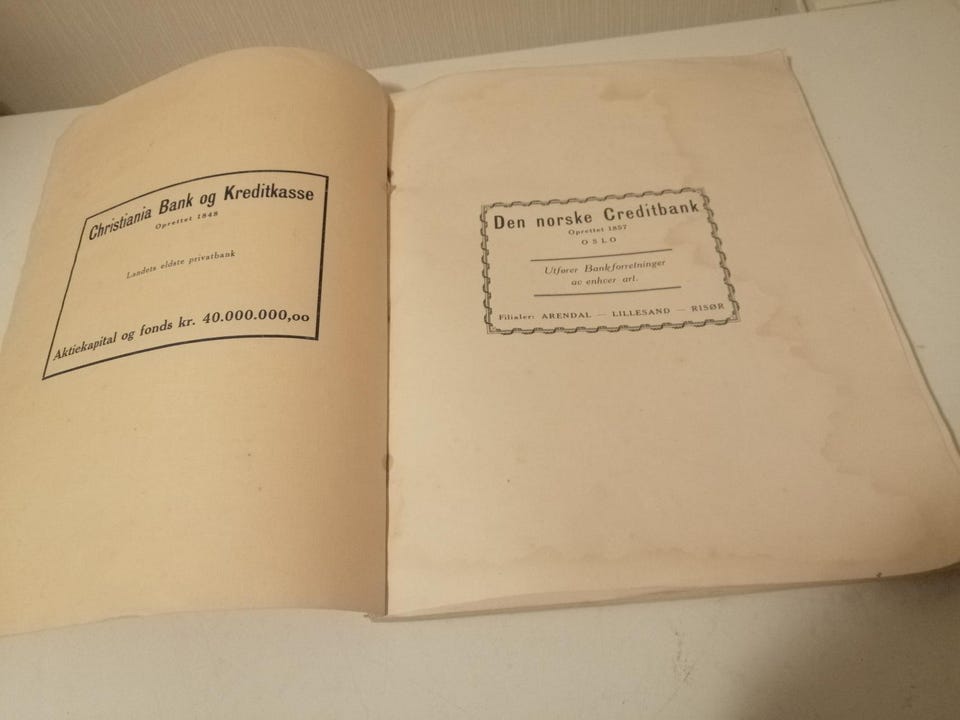 Christiania Bank og Kreditkasse
Oprettet 1848
Landets eldste privatbank
Aktiekapital og fonds kr. 40.000.000,00
Den norske Creditbank
Oprettet 1857
OSLO
Utfører Bankforretninger
av enhver art.
Filialer: ARENDAL — LILLESAND — RISØR